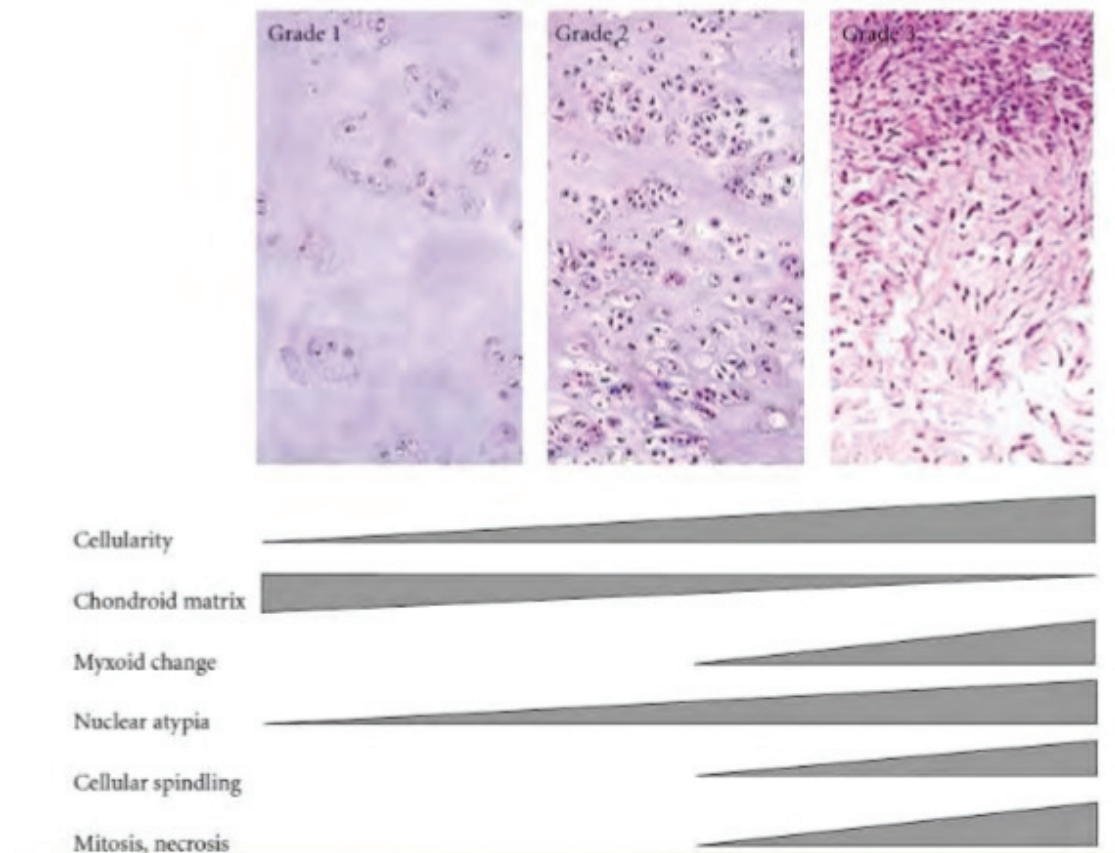 Grade 1
Grade 2
Grade 3
Cellularity
Chondroid matrix
Myxoid change
Nuclear atypia
Cellular spindling
Mitosis, necrosis